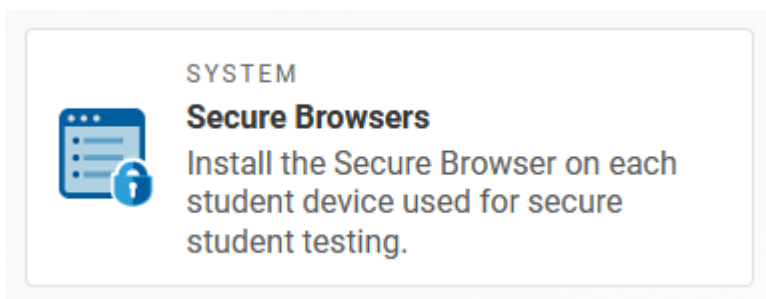 SYSTEM
Secure Browsers
Install the Secure Browser on each
student device used for secure
student testing.